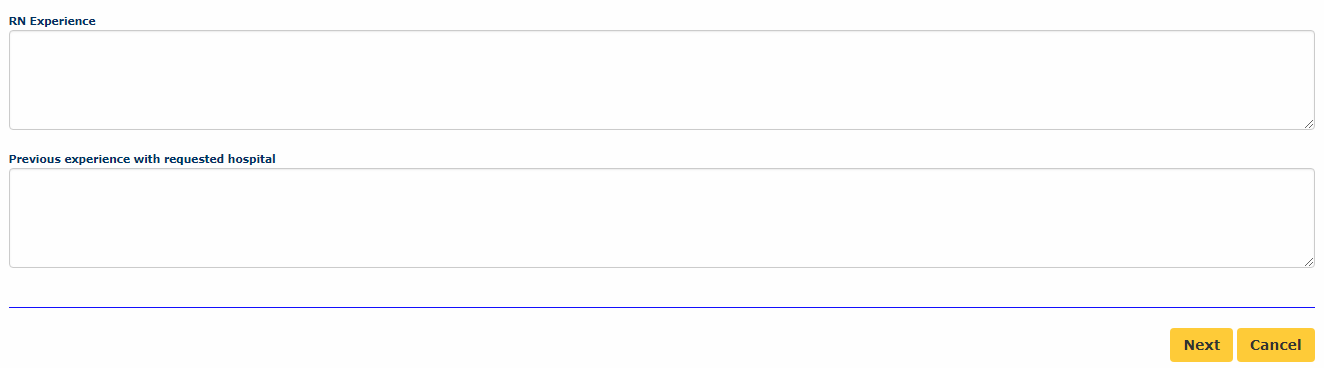 RN Experience
Previous experience with requested hospital
Next Cancel